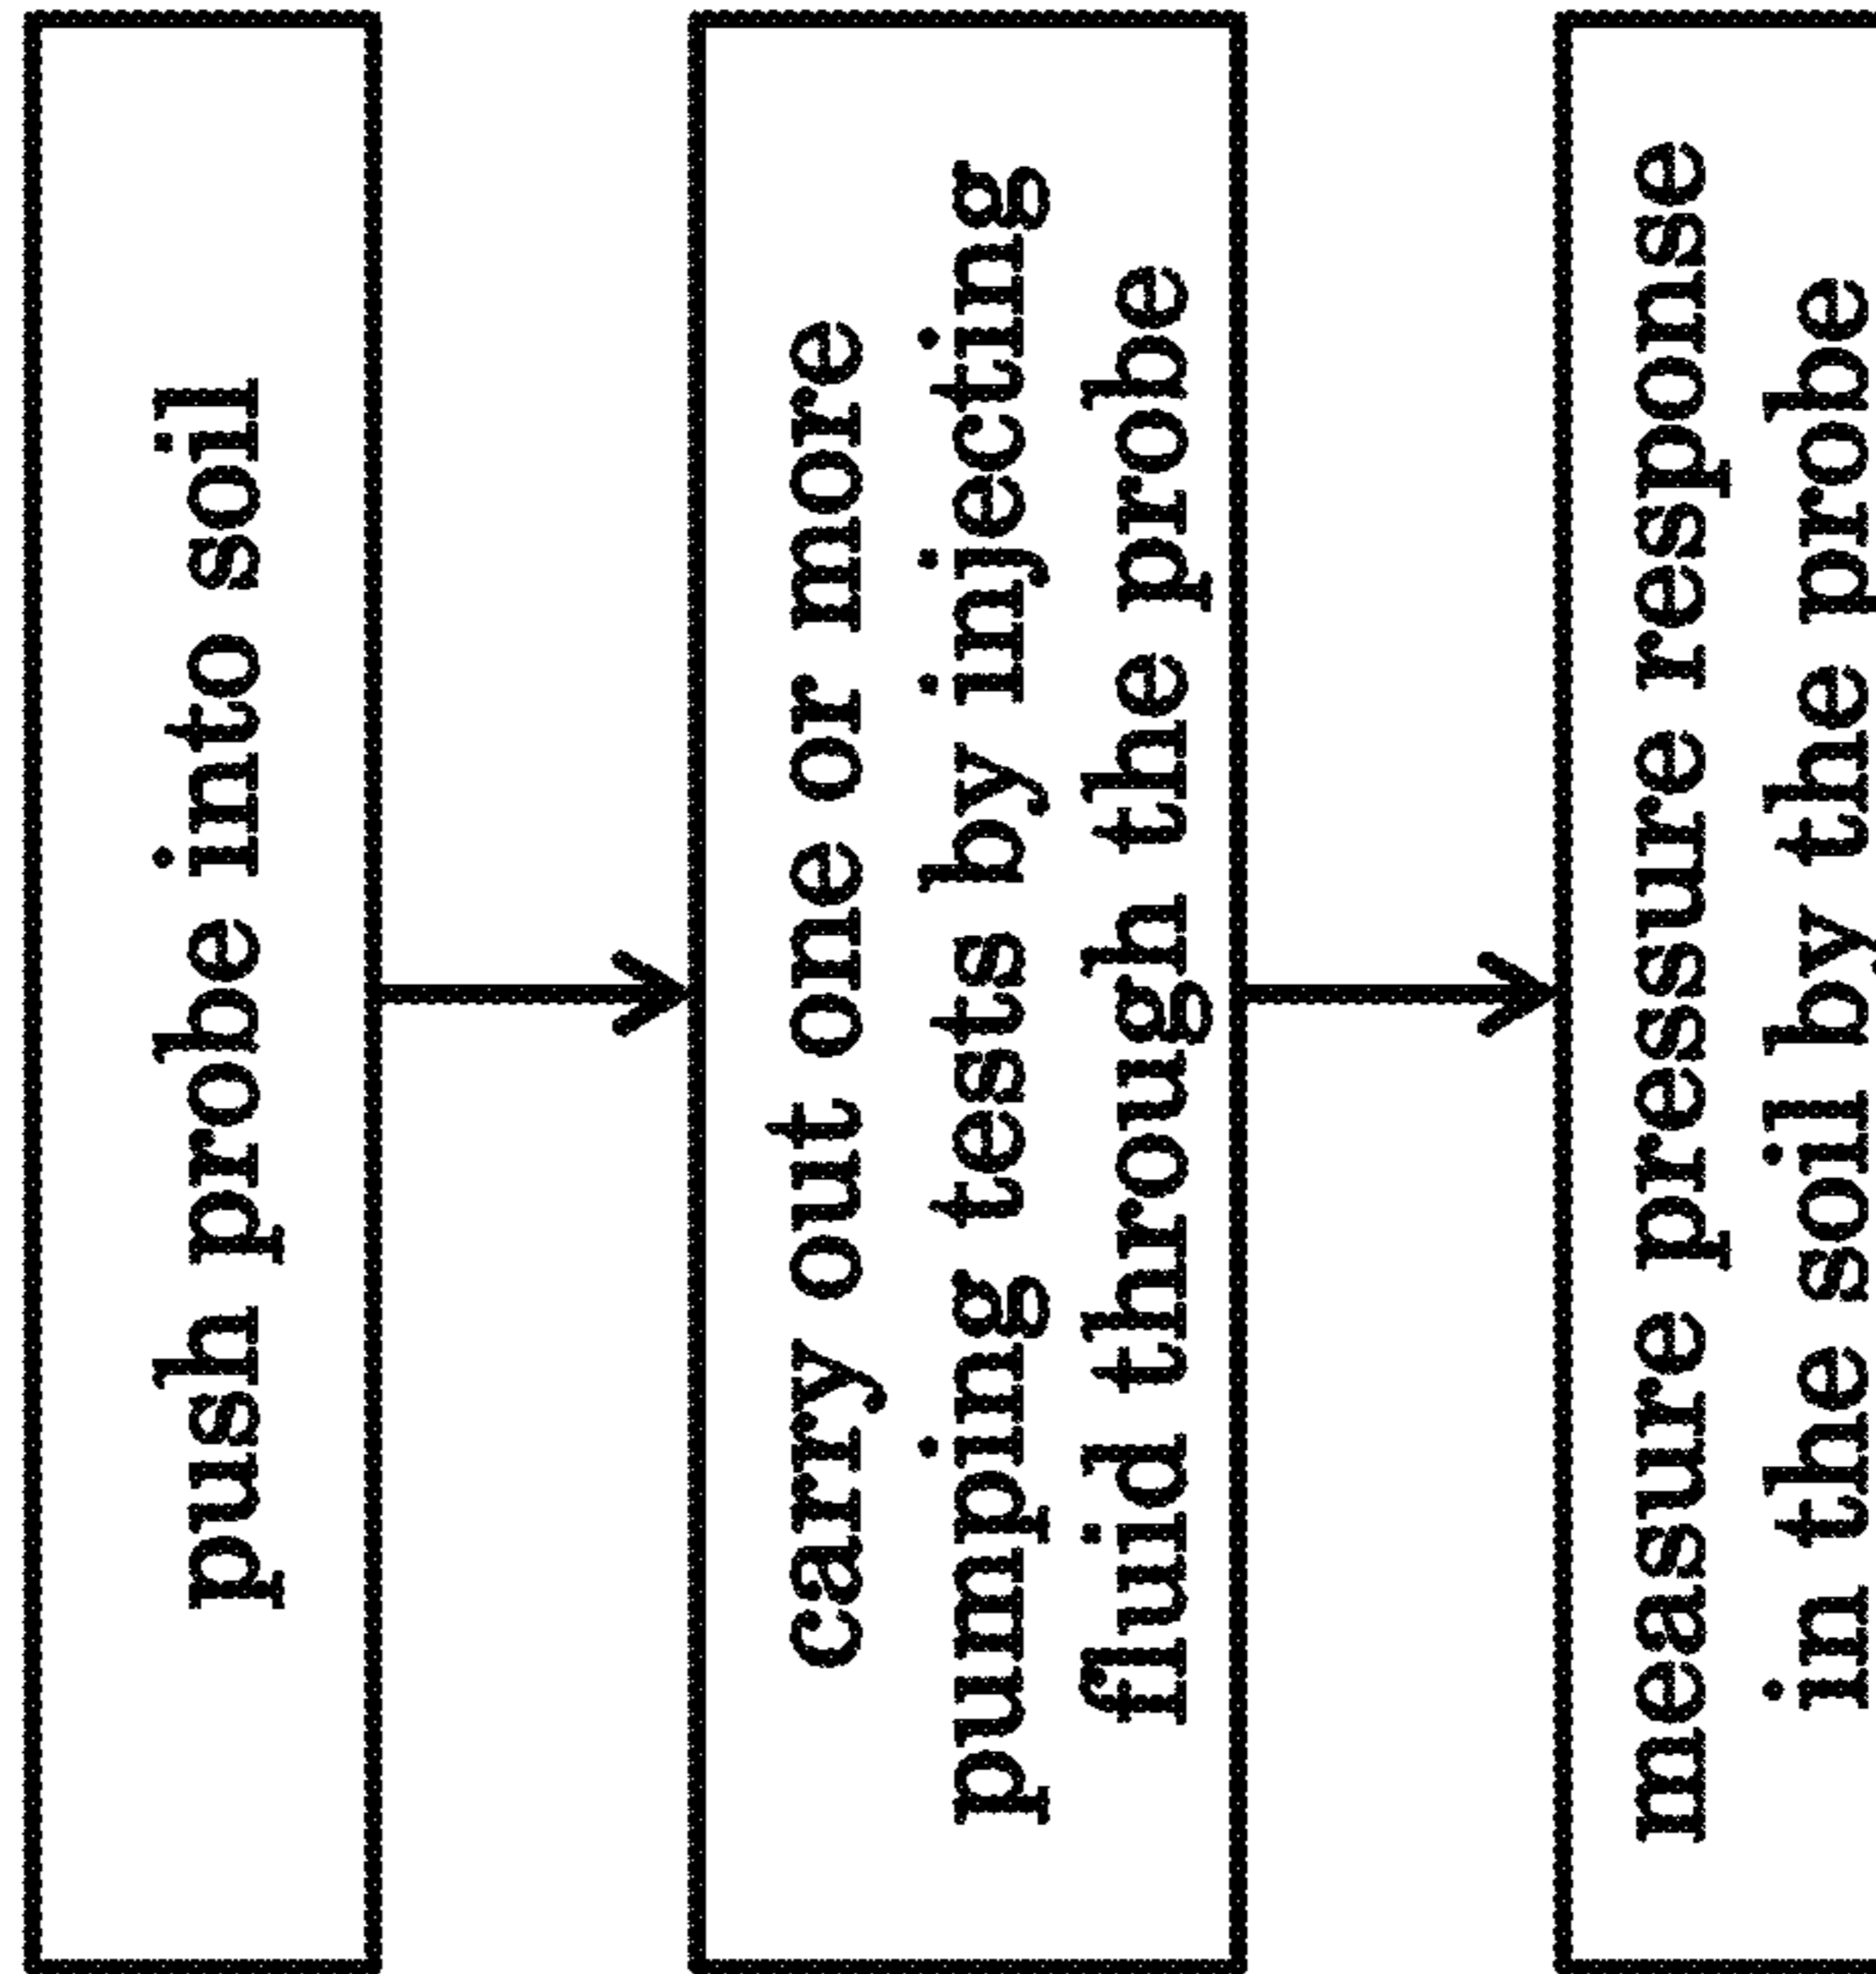 push probe into soil
carry out one or more
pumping tests by injecting
fluid through the probe
measure pressure response
in the soil by the probe